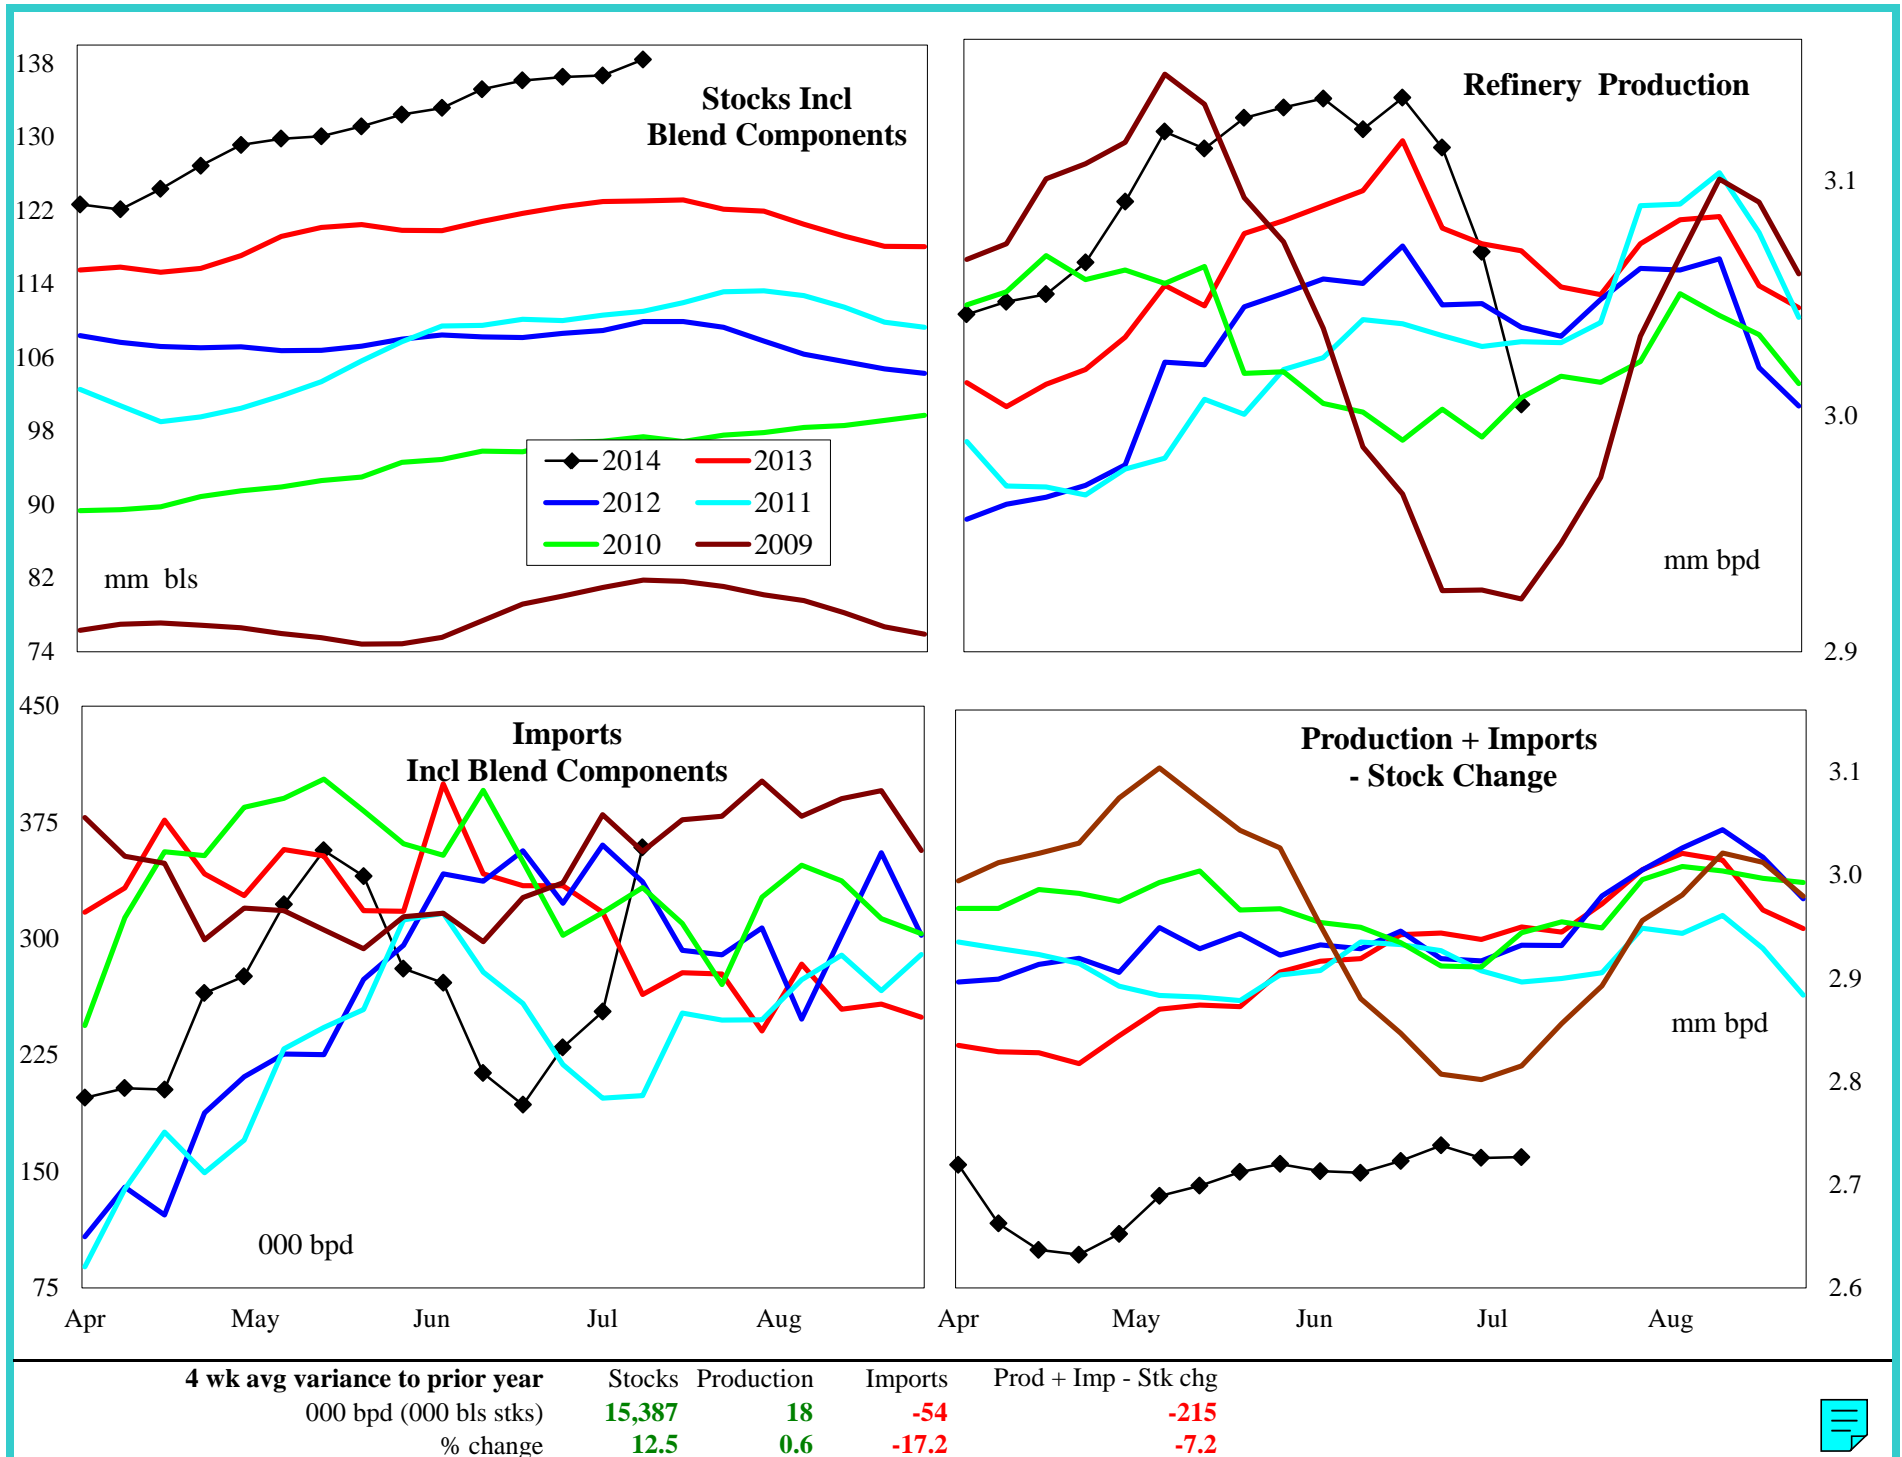 138
130
122
114
106
98
90
82
74
Stocks Incl
Blend Components
mm bls
2014 2013
2012 2011
2010 2009
Refinery Production
mm bpd
3.1
3.0
2.9
450
375
300
225
150
75
Imports
Incl Blend Components
000 bpd
Apr May Jun Jul Aug
Production + Imports
- Stock Change
mm bpd
3.1
3.0
2.9
2.8
2.7
2.6
Apr May Jun Jul Aug
4 wk avg variance to prior year Stocks Production Imports Prod + Imp - Stk chg
000 bpd (000 bls stks) 15,387 18 -54 -215
% change 12.5 0.6 -17.2 -7.2